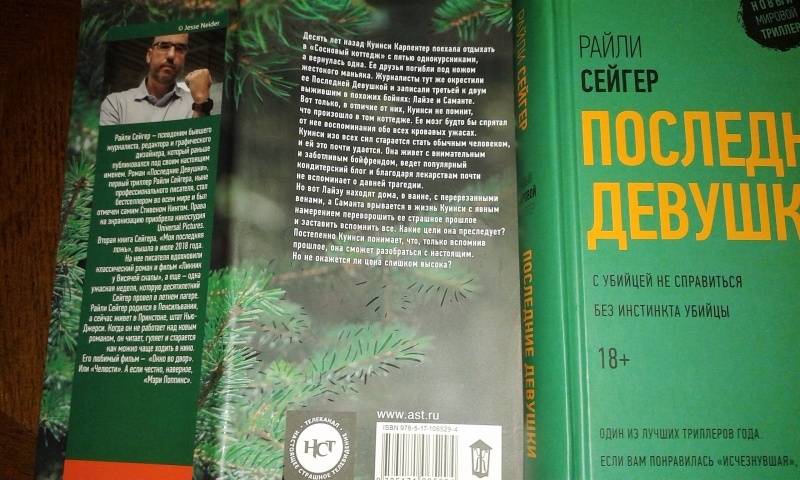 © Jesse Neider
Райли Сейгер – псевдоним бывшего
журналиста, редактора и графического
дизайнера, который раньше
публиковался под своим настоящим
именем. Роман «Последние Девушки»,
первый триллер Райли Сейгера, ныне
профессионального писателя, стал
бестселлером во всем мире и был
отмечен самим Стивеном Кингом. Права
на экранизацию приобрела киностудия
Universal Pictures.
Вторая книга Сейгера, «Моя последняя
ложь», вышла в июле 2018 года.
На нее писателя вдохновили
классический роман и фильм «Пикник
у Висячей скалы», а еще – одна
ужасная неделя, которую десятилетний
Сейгер провел в летнем лагере.
Райли Сейгер родился в Пенсильвании,
а сейчас живет в Принстоне, штат Нью-
Джерси. Когда он не работает над новым
романом, он читает, гуляет и старается
как можно чаще ходить в кино.
Его любимый фильм – «Окно во двор».
Или «Челюсти». А если честно, наверное,
«Мэри Поппинс».
Десять лет назад Куинси Карпентер поехала отдыхать
в «Сосновый коттедж» с пятью однокурсниками,
а вернулась одна. Ее друзья погибли под ножом
жестокого маньяка. Журналисты тут же окрестили
ее Последней Девушкой и записали третьей к двум
выжившим в похожих бойнях: Лайзе и Саманте.
Вот только, в отличие от них, Куинси не помнит,
что произошло в том коттедже. Ее мозг будто бы спрятал
от нее воспоминания обо всех кровавых ужасах.
Куинси изо всех сил старается стать обычным человеком,
и ей это почти удается. Она живет с внимательным
и заботливым бойфрендом, ведет популярный
кондитерский блог и благодаря лекарствам почти
не вспоминает о давней трагедии.
Но вот Лайзу находят дома, в ванне, с перерезанными
венами, а Саманта врывается в жизнь Куинси с явным
намерением переворошить ее страшное прошлое
и заставить вспомнить все. Какие цели она преследует?
Постепенно Куинси понимает, что, только вспомнив
прошлое, она сможет разобраться с настоящим.
Но не окажется ли цена слишком высока?
ТЕЛЕКАНАЛ
НСТ
НАСТОЯЩЕЕ СТРАШНОЕ ТЕЛЕВИДЕНИЕ
www.ast.ru
ISBN 978-5-17-106529-4
РАЙЛИ СЕЙГЕР
ПОСЛЕДНИЕ ДЕВУШКИ
НОВЫЙ
МИРОВОЙ
ТРИЛЛЕР
РАЙЛИ
СЕЙГЕР
ПОСЛЕДН
ДЕВУШК
С УБИЙЦЕЙ НЕ СПРАВИТЬСЯ
БЕЗ ИНСТИНКТА УБИЙЦЫ
18+
ОДИН ИЗ ЛУЧШИХ ТРИЛЛЕРОВ ГОДА.
ЕСЛИ ВАМ ПОНРАВИЛАСЬ «ИСЧЕЗНУВШАЯ»,